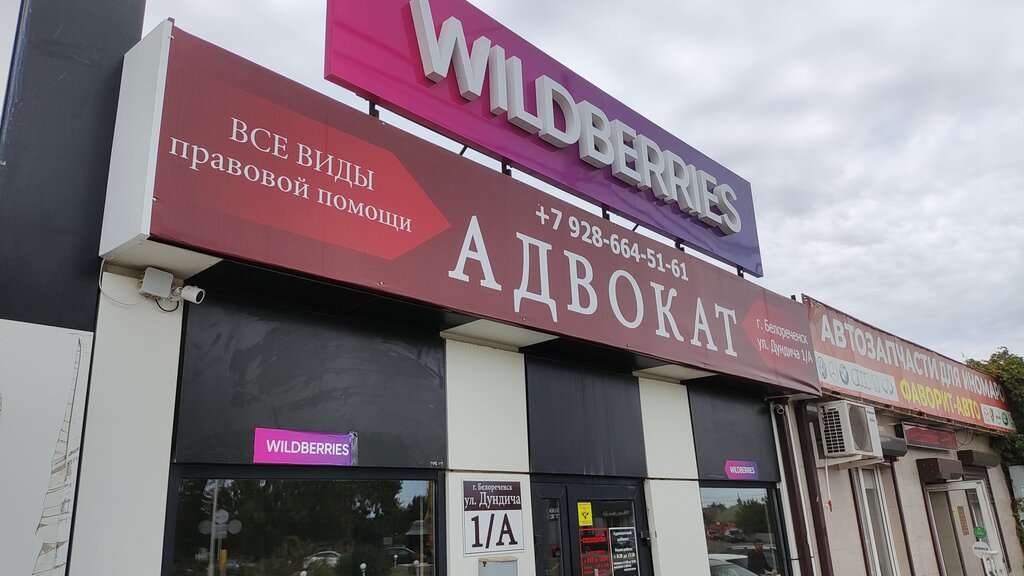 WILDBERRIES
ВСЕ ВИДЫ
правовой помощи
+7 928-664-51-61
АДВОКАТ
г. Белореченск
ул. Дундича 1/А
АВТОЗАПЧАСТИ ДЛЯ ИНОМАРОК
ФАВОРИТ-АВТО
WILDBERRIES
WILDBERRIES
г. Белореченск
ул. Дундича
1/А